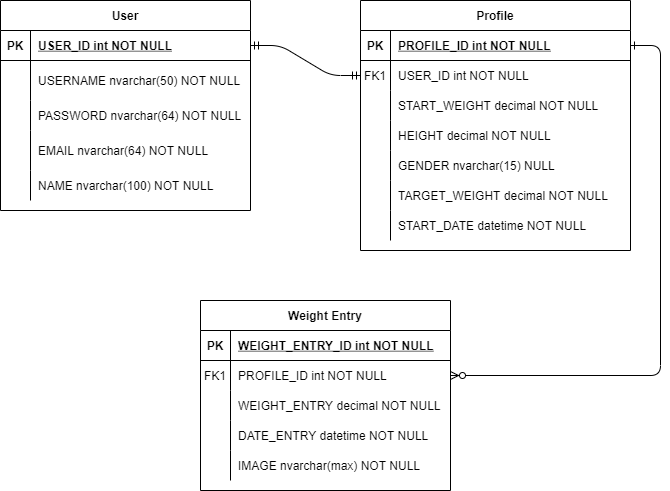 User
PK USER_ID int NOT NULL
USERNAME nvarchar(50) NOT NULL
PASSWORD nvarchar(64) NOT NULL
EMAIL nvarchar(64) NOT NULL
NAME nvarchar(100) NOT NULL
Profile
PK PROFILE_ID int NOT NULL
FK1 USER_ID int NOT NULL
START_WEIGHT decimal NOT NULL
HEIGHT decimal NOT NULL
GENDER nvarchar(15) NULL
TARGET_WEIGHT decimal NOT NULL
START_DATE datetime NOT NULL
Weight Entry
PK WEIGHT_ENTRY_ID int NOT NULL
FK1 PROFILE_ID int NOT NULL
WEIGHT_ENTRY decimal NOT NULL
DATE_ENTRY datetime NOT NULL
IMAGE nvarchar(max) NOT NULL